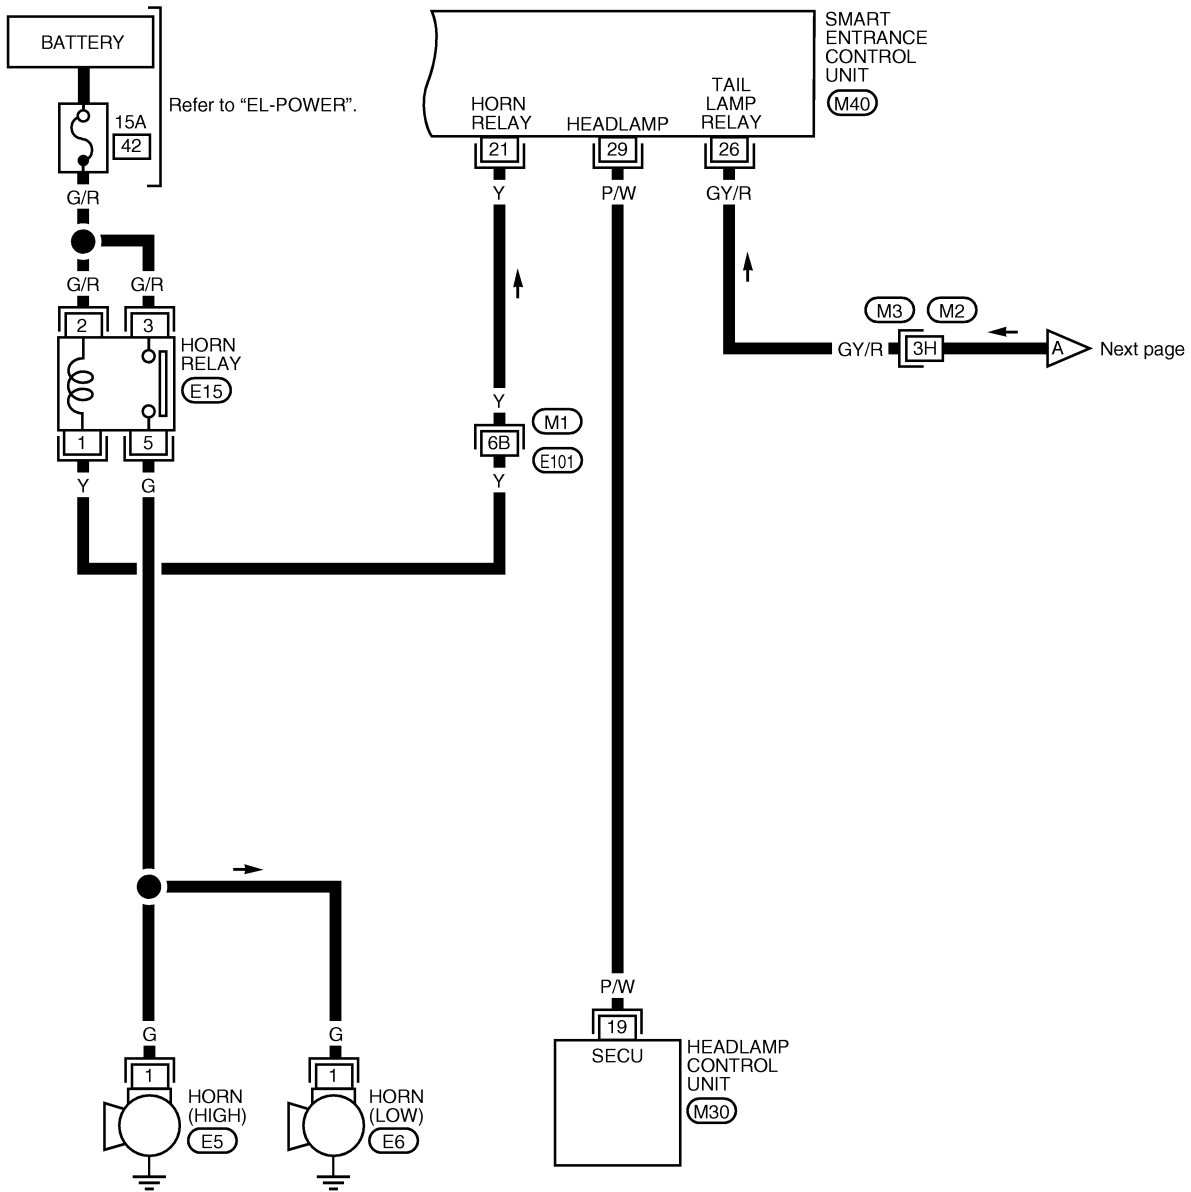 BATTERY
15A
42
Refer to “EL-POWER”.
G/R
G/R
G/R
2
3
HORN
RELAY
E15
1
5
Y
G
SMART
ENTRANCE
CONTROL
UNIT
M40
HORN
RELAY
HEADLAMP
TAIL
LAMP
RELAY
21
29
26
Y
P/W
GY/R
M3
M2
GY/R
3H
A
Next page
Y
M1
6B
E101
Y
P/W
19
SECU
HEADLAMP
CONTROL
UNIT
M30
G
G
1
1
HORN
(HIGH)
E5
HORN
(LOW)
E6